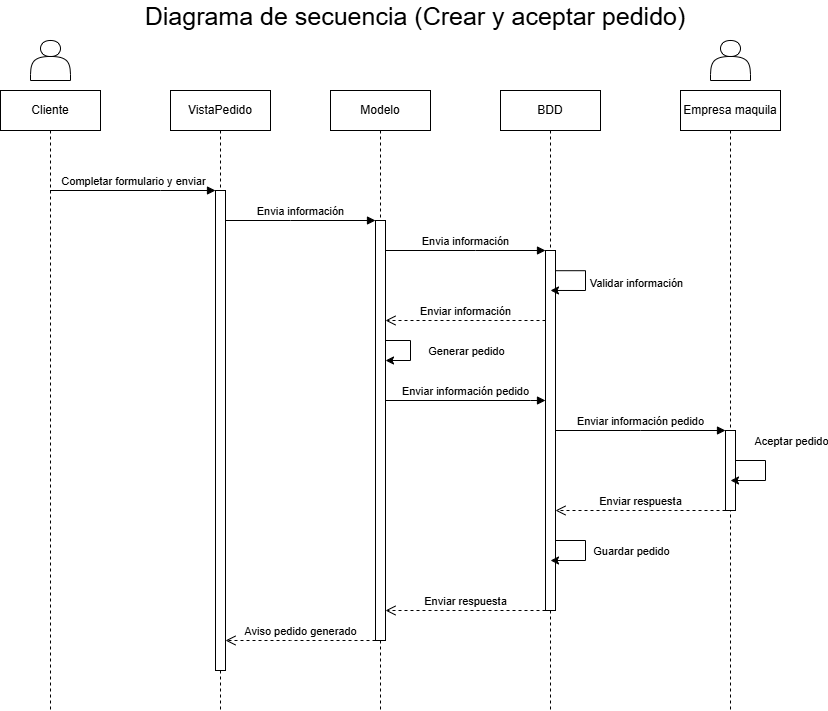 Diagrama de secuencia (Crear y aceptar pedido)
Cliente
VistaPedido
Modelo
BDD
Empresa maquila
Completar formulario y enviar
Envia información
Envia información
Validar información
Enviar información
Generar pedido
Enviar información pedido
Enviar información pedido
Aceptar pedido
Enviar respuesta
Guardar pedido
Enviar respuesta
Aviso pedido generado